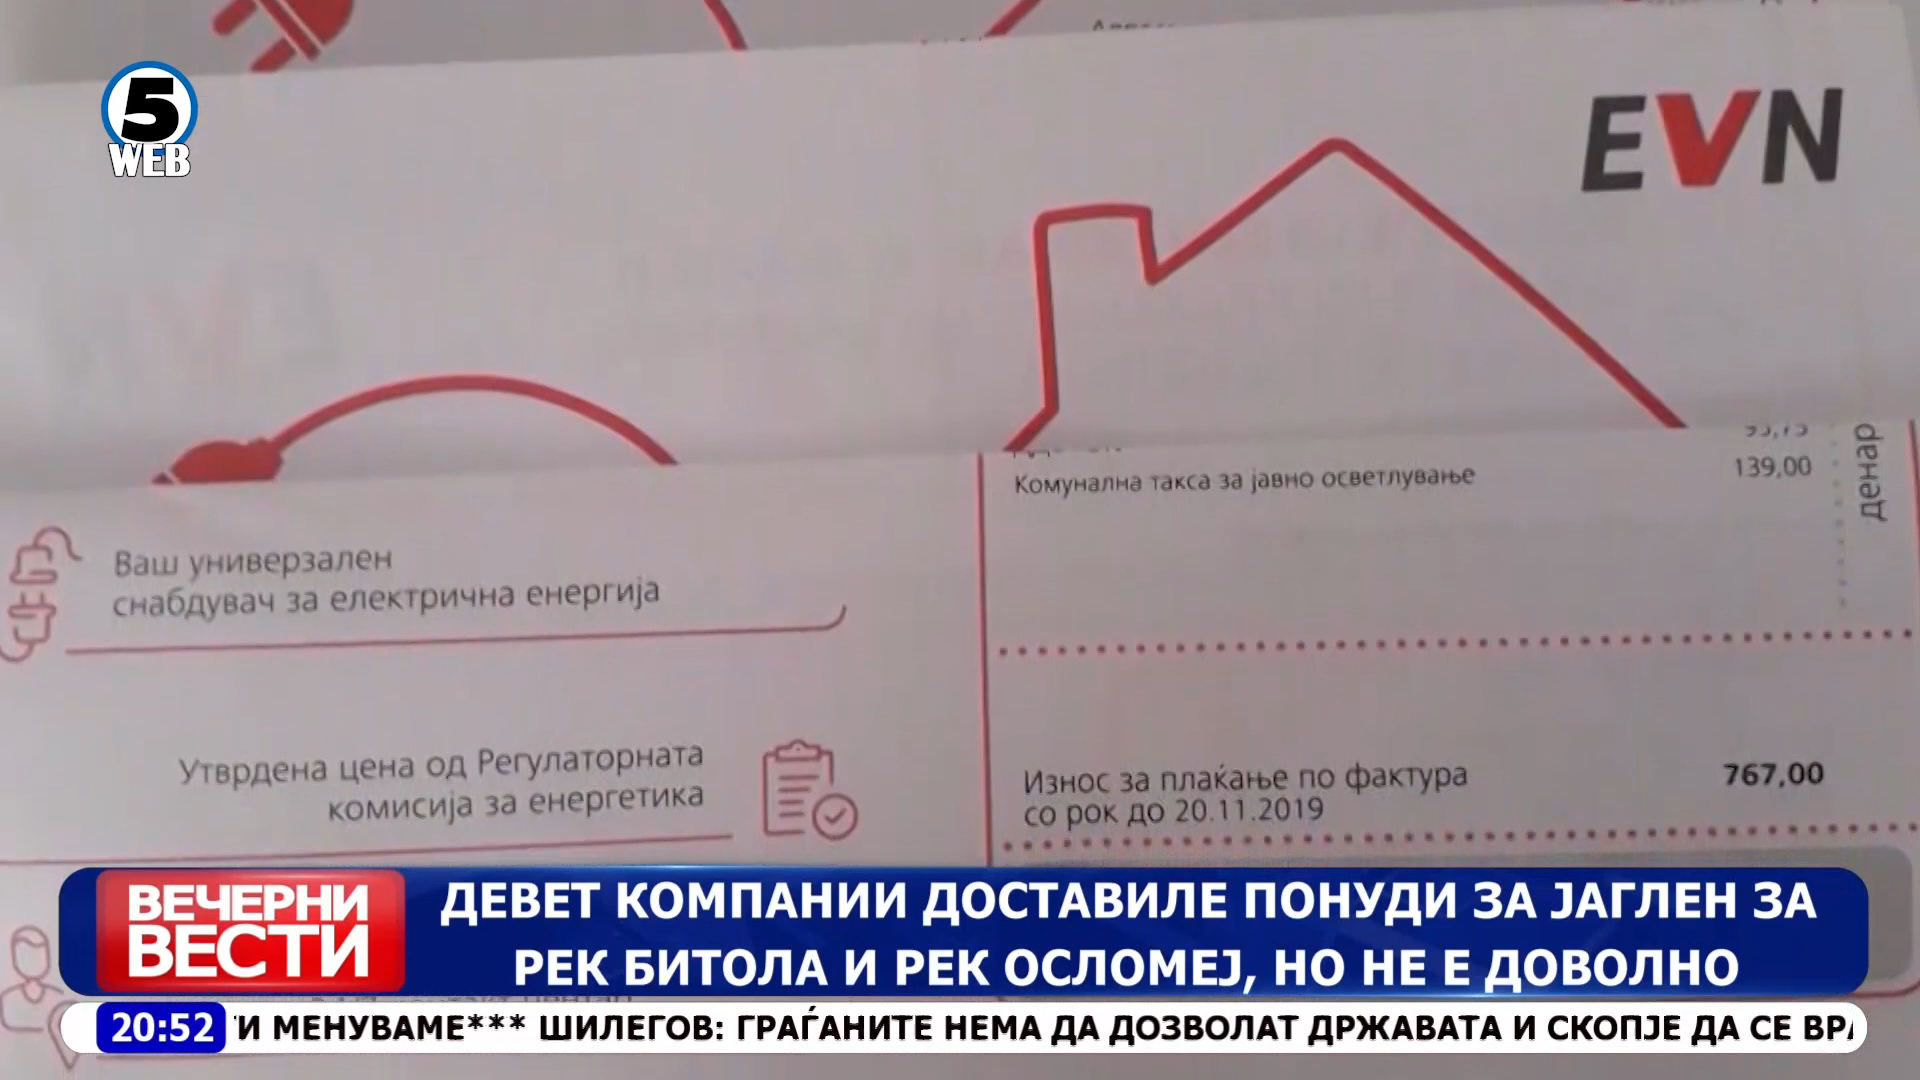 5
WEB
EVN
139,00
Комунална такса за јавно осветлување
денар
Ваш универзален
снабдувач за електрична енергија
Утврдена цена од Регулаторната
комисија за енергетика
Износ за плаќање по фактура
со рок до 20.11.2019
767,00
ВЕЧЕРНИ
ВЕСТИ
ДЕВЕТ КОМПАНИИ ДОСТАВИЛЕ ПОНУДИ ЗА ЈАГЛЕН ЗА
РЕК БИТОЛА И РЕК ОСЛОМЕЈ, НО НЕ Е ДОВОЛНО
20:52
МЕНУВАМЕ*** ШИЛЕГОВ: ГРАЃАНИТЕ НЕМА ДА ДОЗВОЛАТ ДРЖАВАТА И СКОПЈЕ ДА СЕ